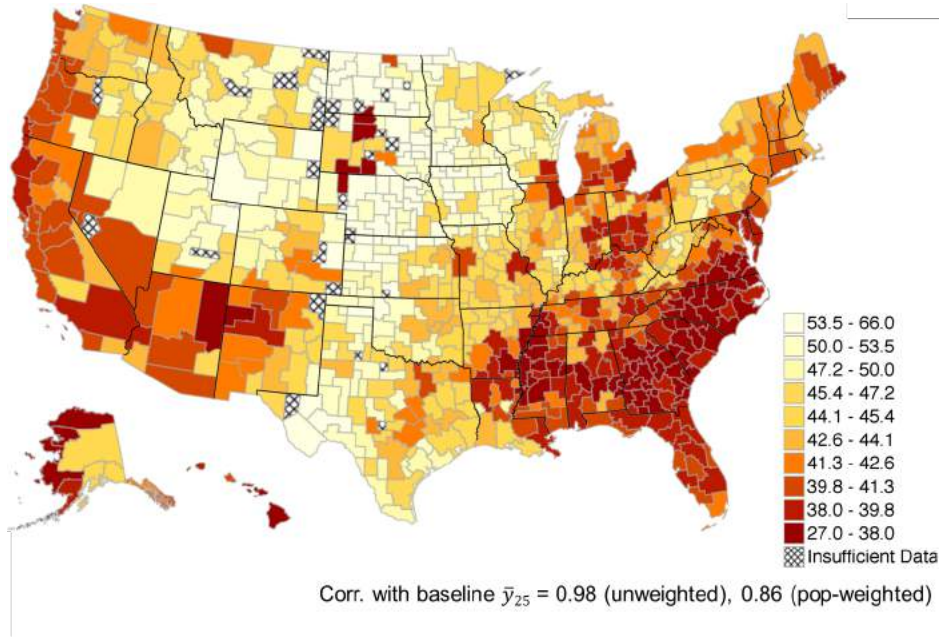 53.5 - 66.0
50.0 - 53.5
47.2 - 50.0
45.4 - 47.2
44.1 - 45.4
42.6 - 44.1
41.3 - 42.6
39.8 - 41.3
38.0 - 39.8
27.0 - 38.0
Insufficient Data
Corr. with baseline ȳ₂₅ = 0.98 (unweighted), 0.86 (pop-weighted)